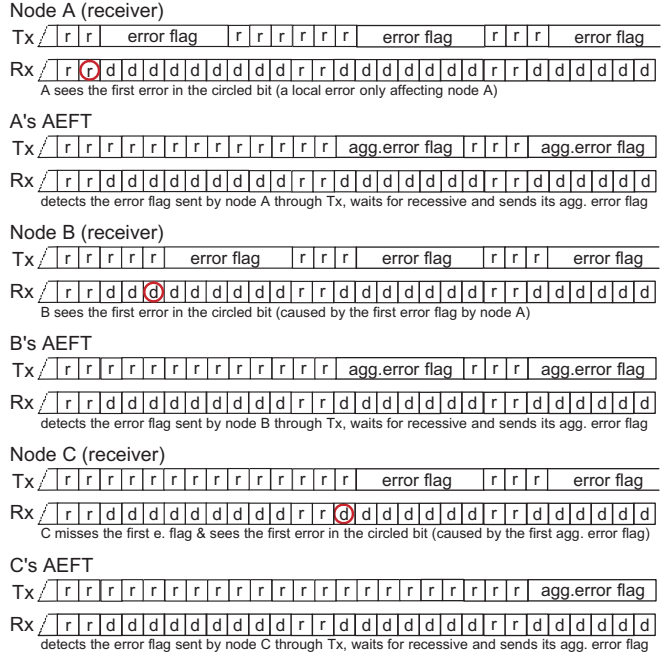 Node A (receiver)
Tx r r error flag r r r r r r error flag r r r error flag
Rx r r d d d d d d d d d r r d d d d d d d r r d d d d d d
A sees the first error in the circled bit (a local error only affecting node A)
A's AEFT
Tx r r r r r r r r r r r r r agg.error flag r r r agg.error flag
Rx r r d d d d d d d d d r r d d d d d d d r r d d d d d d
detects the error flag sent by node A through Tx, waits for recessive and sends its agg. error flag
Node B (receiver)
Tx r r r r r error flag r r r error flag r r r error flag
Rx r r d d d d d d d d d r r d d d d d d d r r d d d d d d
B sees the first error in the circled bit (caused by the first error flag by node A)
B's AEFT
Tx r r r r r r r r r r r r r agg.error flag r r r agg.error flag
Rx r r d d d d d d d d d r r d d d d d d d r r d d d d d d
detects the error flag sent by node B through Tx, waits for recessive and sends its agg. error flag
Node C (receiver)
Tx r r r r r r r r r r r r r r error flag r r r error flag
Rx r r d d d d d d d d d r r d d d d d d d r r d d d d d d
C misses the first e. flag & sees the first error in the circled bit (caused by the first agg. error flag)
C's AEFT
Tx r r r r r r r r r r r r r r r r r r r r r r agg.error flag
Rx r r d d d d d d d d d r r d d d d d d d r r d d d d d d
detects the error flag sent by node C through Tx, waits for recessive and sends its agg. error flag